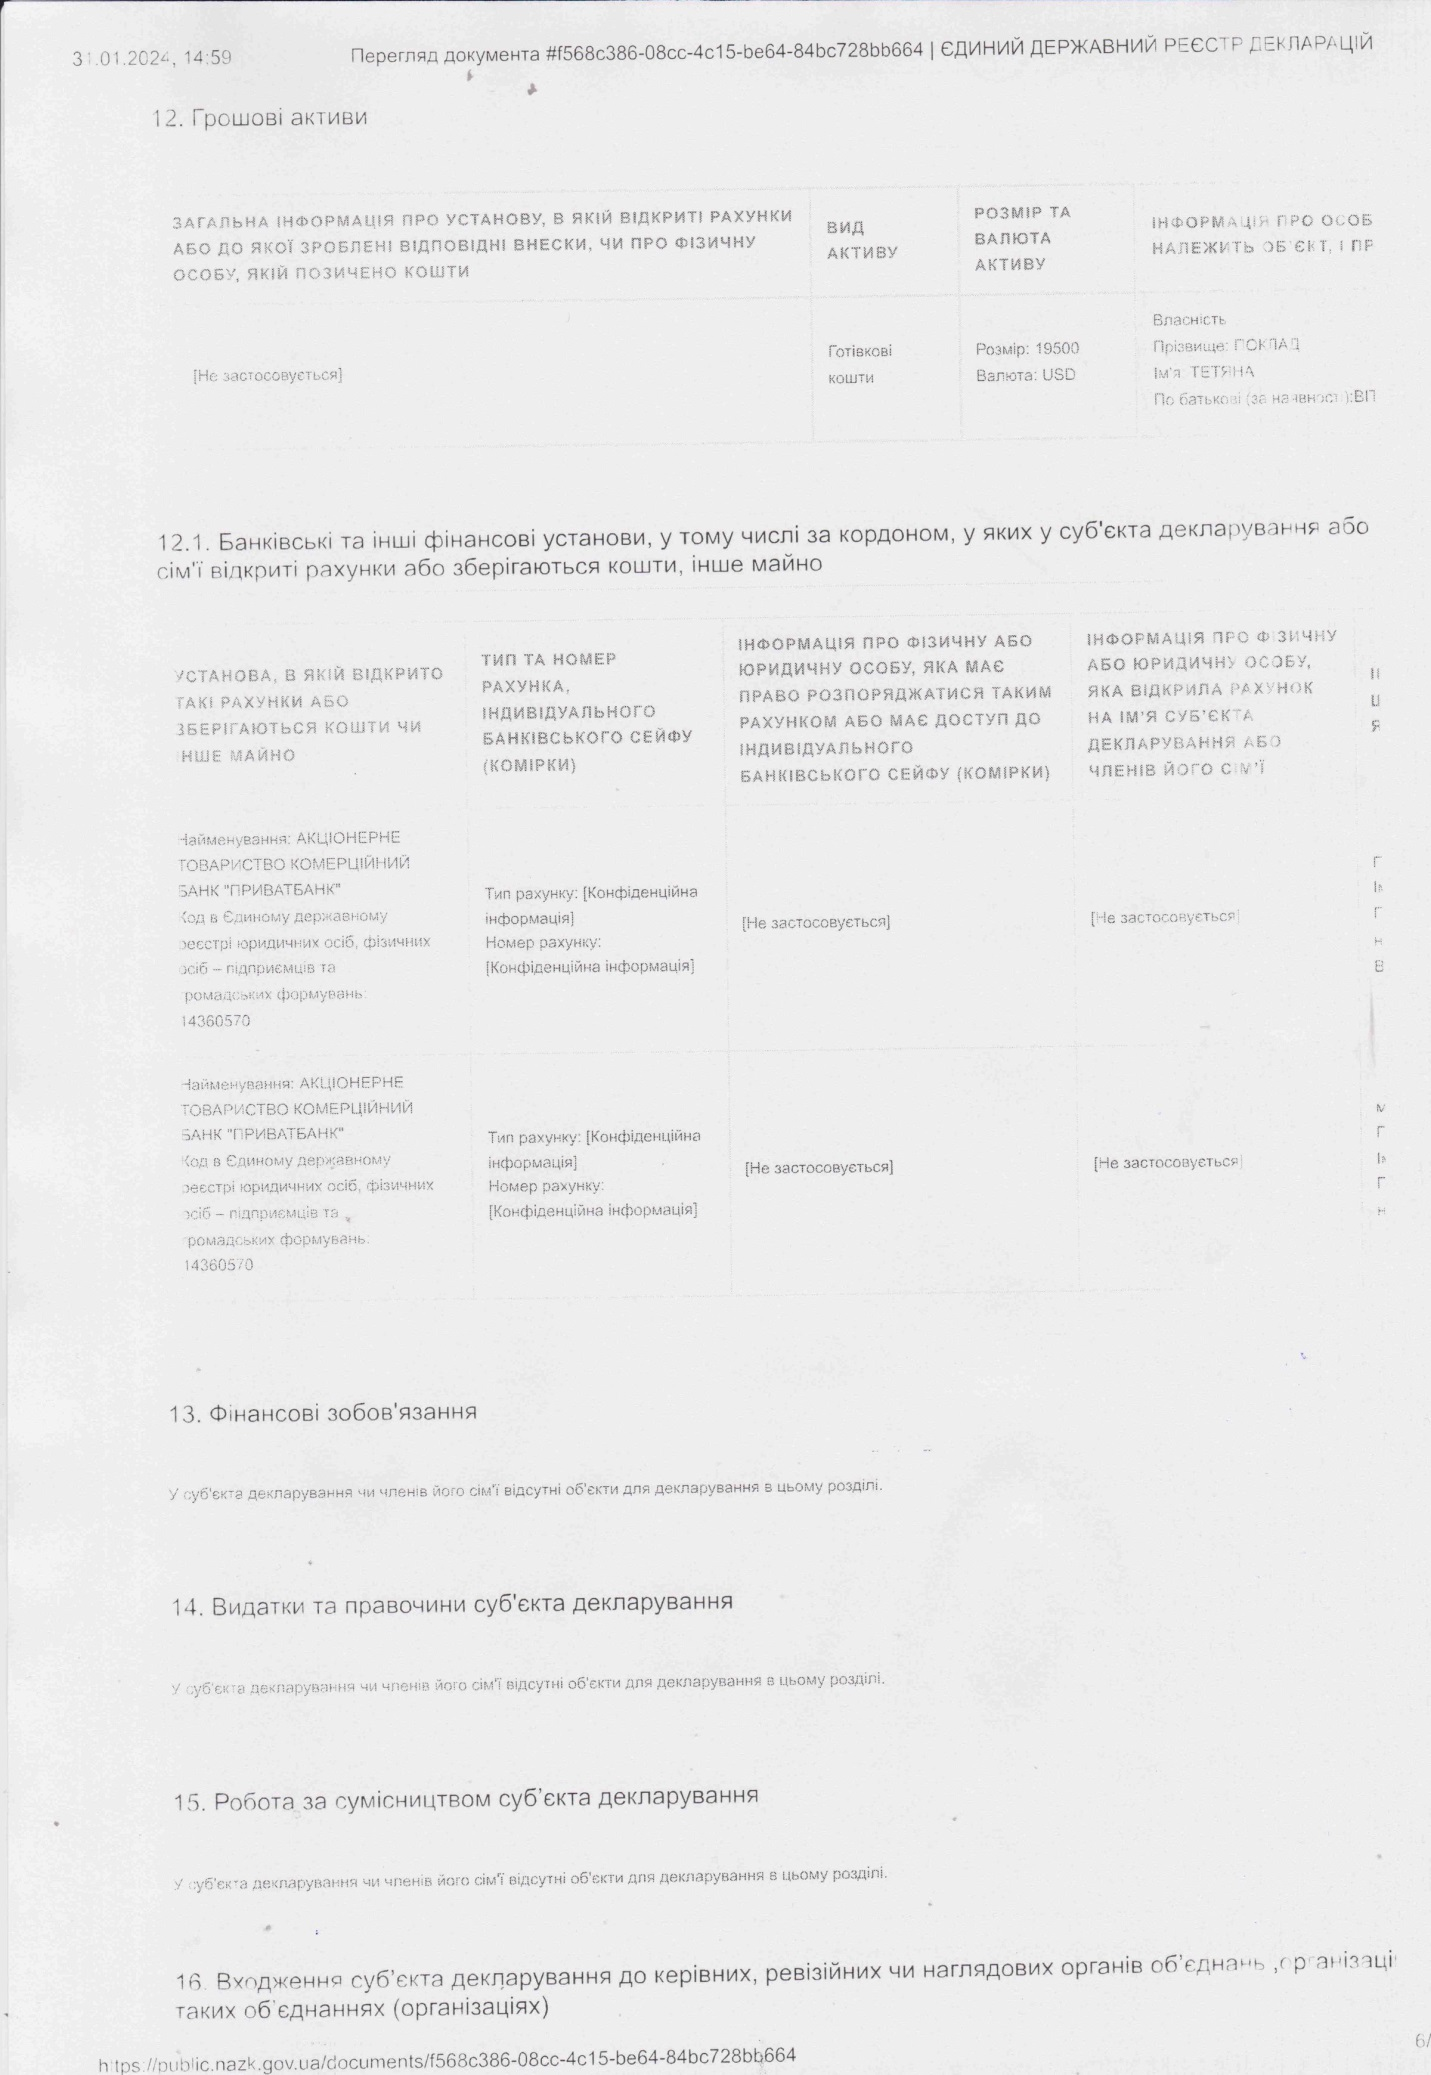 31.01.2024, 14:59 Перегляд документа #f568c386-08cc-4c15-be64-84bc728bb664 | ЄДИНИЙ ДЕРЖАВНИЙ РЕЄСТР ДЕКЛАРАЦІЙ
12. Грошові активи
ЗАГАЛЬНА ІНФОРМАЦІЯ ПРО УСТАНОВУ, В ЯКІЙ ВІДКРИТІ РАХУНКИ
АБО ДО ЯКОЇ ЗРОБЛЕНІ ВІДПОВІДНІ ВНЕСКИ, ЧИ ПРО ФІЗИЧНУ
ОСОБУ, ЯКІЙ ПОЗИЧЕНО КОШТИ
ВИД
АКТИВУ
РОЗМІР ТА
ВАЛЮТА
АКТИВУ
ІНФОРМАЦІЯ ПРО ОСОБ
НАЛЕЖИТЬ ОБ'ЄКТ, І ПР
[Не застосовується]
Готівкові
кошти
Розмір: 19500
Валюта: USD
Власність
Прізвище: ПОКЛАД
Ім'я: ТЕТЯНА
По батькові (за наявності):ВІТ
12.1. Банківські та інші фінансові установи, у тому числі за кордоном, у яких у суб'єкта декларування або
сім'ї відкриті рахунки або зберігаються кошти, інше майно
УСТАНОВА, В ЯКІЙ ВІДКРИТО
ТАКІ РАХУНКИ АБО
ЗБЕРІГАЮТЬСЯ КОШТИ ЧИ
ІНШЕ МАЙНО
ТИП ТА НОМЕР
РАХУНКА,
ІНДИВІДУАЛЬНОГО
БАНКІВСЬКОГО СЕЙФУ
(КОМІРКИ)
ІНФОРМАЦІЯ ПРО ФІЗИЧНУ АБО
ЮРИДИЧНУ ОСОБУ, ЯКА МАЄ
ПРАВО РОЗПОРЯДЖАТИСЯ ТАКИМ
РАХУНКОМ АБО МАЄ ДОСТУП ДО
ІНДИВІДУАЛЬНОГО
БАНКІВСЬКОГО СЕЙФУ (КОМІРКИ)
ІНФОРМАЦІЯ ПРО ФІЗИЧНУ
АБО ЮРИДИЧНУ ОСОБУ,
ЯКА ВІДКРИЛА РАХУНОК
НА ІМ'Я СУБ'ЄКТА
ДЕКЛАРУВАННЯ АБО
ЧЛЕНІВ ЙОГО СІМ'Ї
Найменування: АКЦІОНЕРНЕ
ТОВАРИСТВО КОМЕРЦІЙНИЙ
БАНК "ПРИВАТБАНК"
Код в Єдиному державному
реєстрі юридичних осіб, фізичних
осіб – підприємців та
громадських формувань:
14360570
Тип рахунку: [Конфіденційна
інформація]
Номер рахунку:
[Конфіденційна інформація]
[Не застосовується]
[Не застосовується]
Найменування: АКЦІОНЕРНЕ
ТОВАРИСТВО КОМЕРЦІЙНИЙ
БАНК "ПРИВАТБАНК"
Код в Єдиному державному
реєстрі юридичних осіб, фізичних
осіб – підприємців та
громадських формувань:
14360570
Тип рахунку: [Конфіденційна
інформація]
Номер рахунку:
[Конфіденційна інформація]
[Не застосовується]
[Не застосовується]
13. Фінансові зобов'язання
У суб'єкта декларування чи членів його сім'ї відсутні об'єкти для декларування в цьому розділі.
14. Видатки та правочини суб'єкта декларування
У суб'єкта декларування чи членів його сім'ї відсутні об'єкти для декларування в цьому розділі.
15. Робота за сумісництвом суб'єкта декларування
У суб'єкта декларування чи членів його сім'ї відсутні об'єкти для декларування в цьому розділі.
16. Входження суб'єкта декларування до керівних, ревізійних чи наглядових органів об'єднань ,організаці
таких об'єднаннях (організаціях)
https://public.nazk.gov.ua/documents/f568c386-08cc-4c15-be64-84bc728bb664
6/